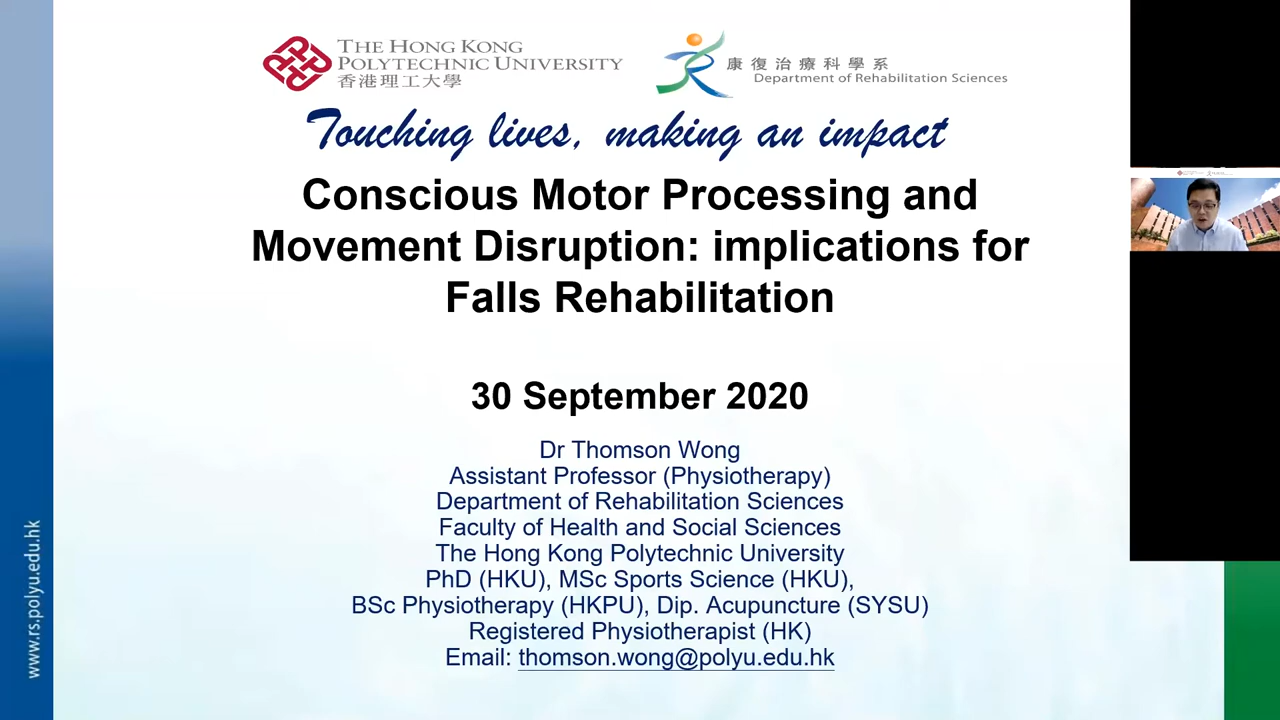 THE HONG KONG
POLYTECHNIC UNIVERSITY
香港理工大學
康復治療科學系
Department of Rehabilitation Sciences
Touching lives, making an impact
Conscious Motor Processing and
Movement Disruption: implications for
Falls Rehabilitation
30 September 2020
Dr Thomson Wong
Assistant Professor (Physiotherapy)
Department of Rehabilitation Sciences
Faculty of Health and Social Sciences
The Hong Kong Polytechnic University
PhD (HKU), MSc Sports Science (HKU),
BSc Physiotherapy (HKPU), Dip. Acupuncture (SYSU)
Registered Physiotherapist (HK)
Email: thomson.wong@polyu.edu.hk
www.rs.polyu.edu.hk